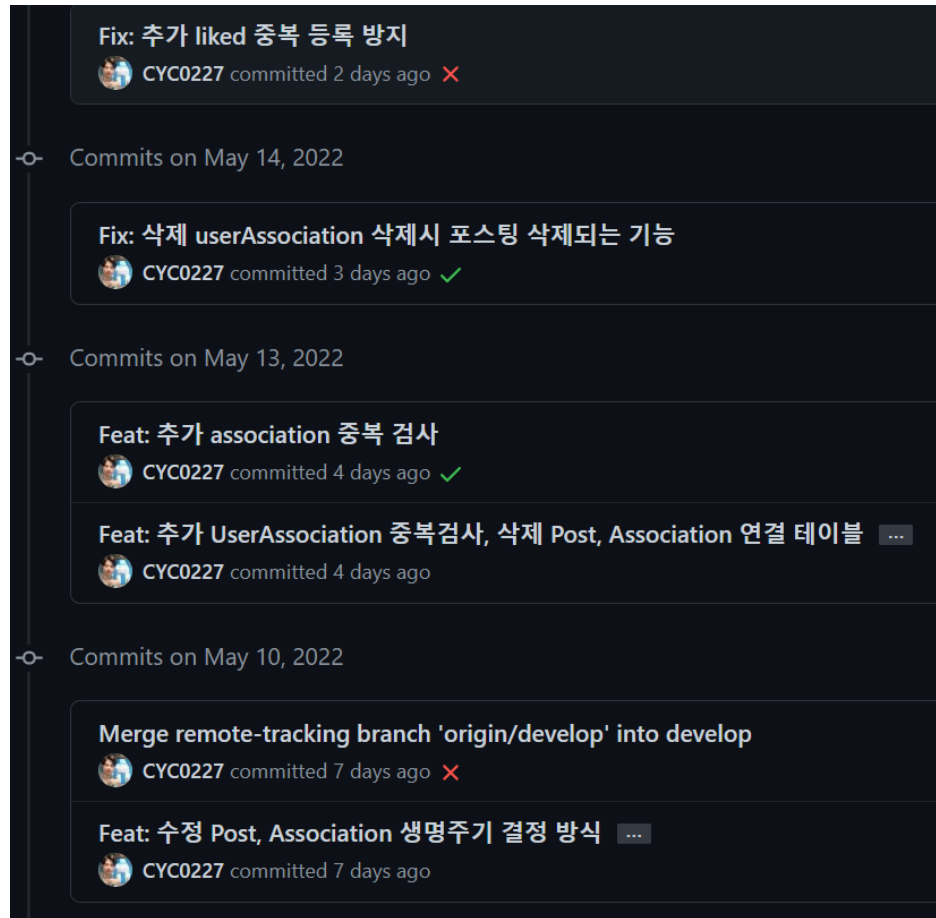 Fix: 추가 liked 중복 등록 방지
CYC0227 committed 2 days ago
Commits on May 14, 2022
Fix: 삭제 userAssociation 삭제시 포스팅 삭제되는 기능
CYC0227 committed 3 days ago
Commits on May 13, 2022
Feat: 추가 association 중복 검사
CYC0227 committed 4 days ago
Feat: 추가 UserAssociation 중복검사, 삭제 Post, Association 연결 테이블 ...
CYC0227 committed 4 days ago
Commits on May 10, 2022
Merge remote-tracking branch 'origin/develop' into develop
CYC0227 committed 7 days ago
Feat: 수정 Post, Association 생명주기 결정 방식 ...
CYC0227 committed 7 days ago